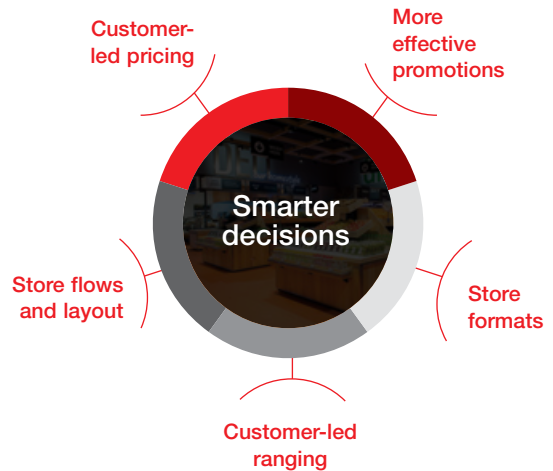 Customer-
led pricing
More
effective
promotions
Smarter
decisions
Store flows
and layout
Store
formats
Customer-led
ranging